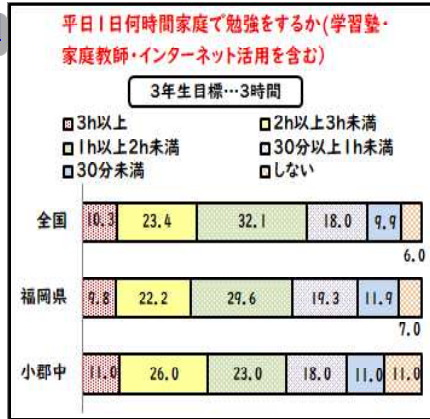 平日1日何時間家庭で勉強をするか(学習塾・
家庭教師・インターネット活用を含む)
3年生目標…3時間
3h以上 2h以上3h未満
1h以上2h未満 30分以上1h未満
30分未満 しない
全国 10.3 23.4 32.1 18.0 9.9
6.0
福岡県 9.8 22.2 29.6 19.3 11.9
7.0
小郡中 11.0 26.0 23.0 18.0 11.0 11.0